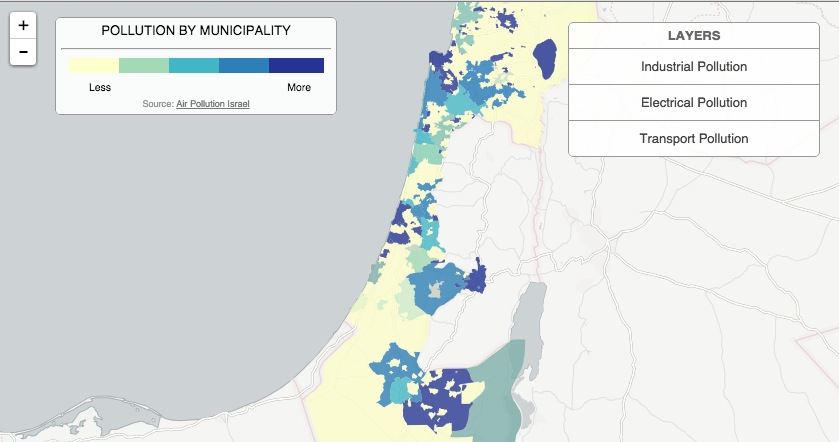 +
−
POLLUTION BY MUNICIPALITY
Less
More
Source: Air Pollution Israel
LAYERS
Industrial Pollution
Electrical Pollution
Transport Pollution